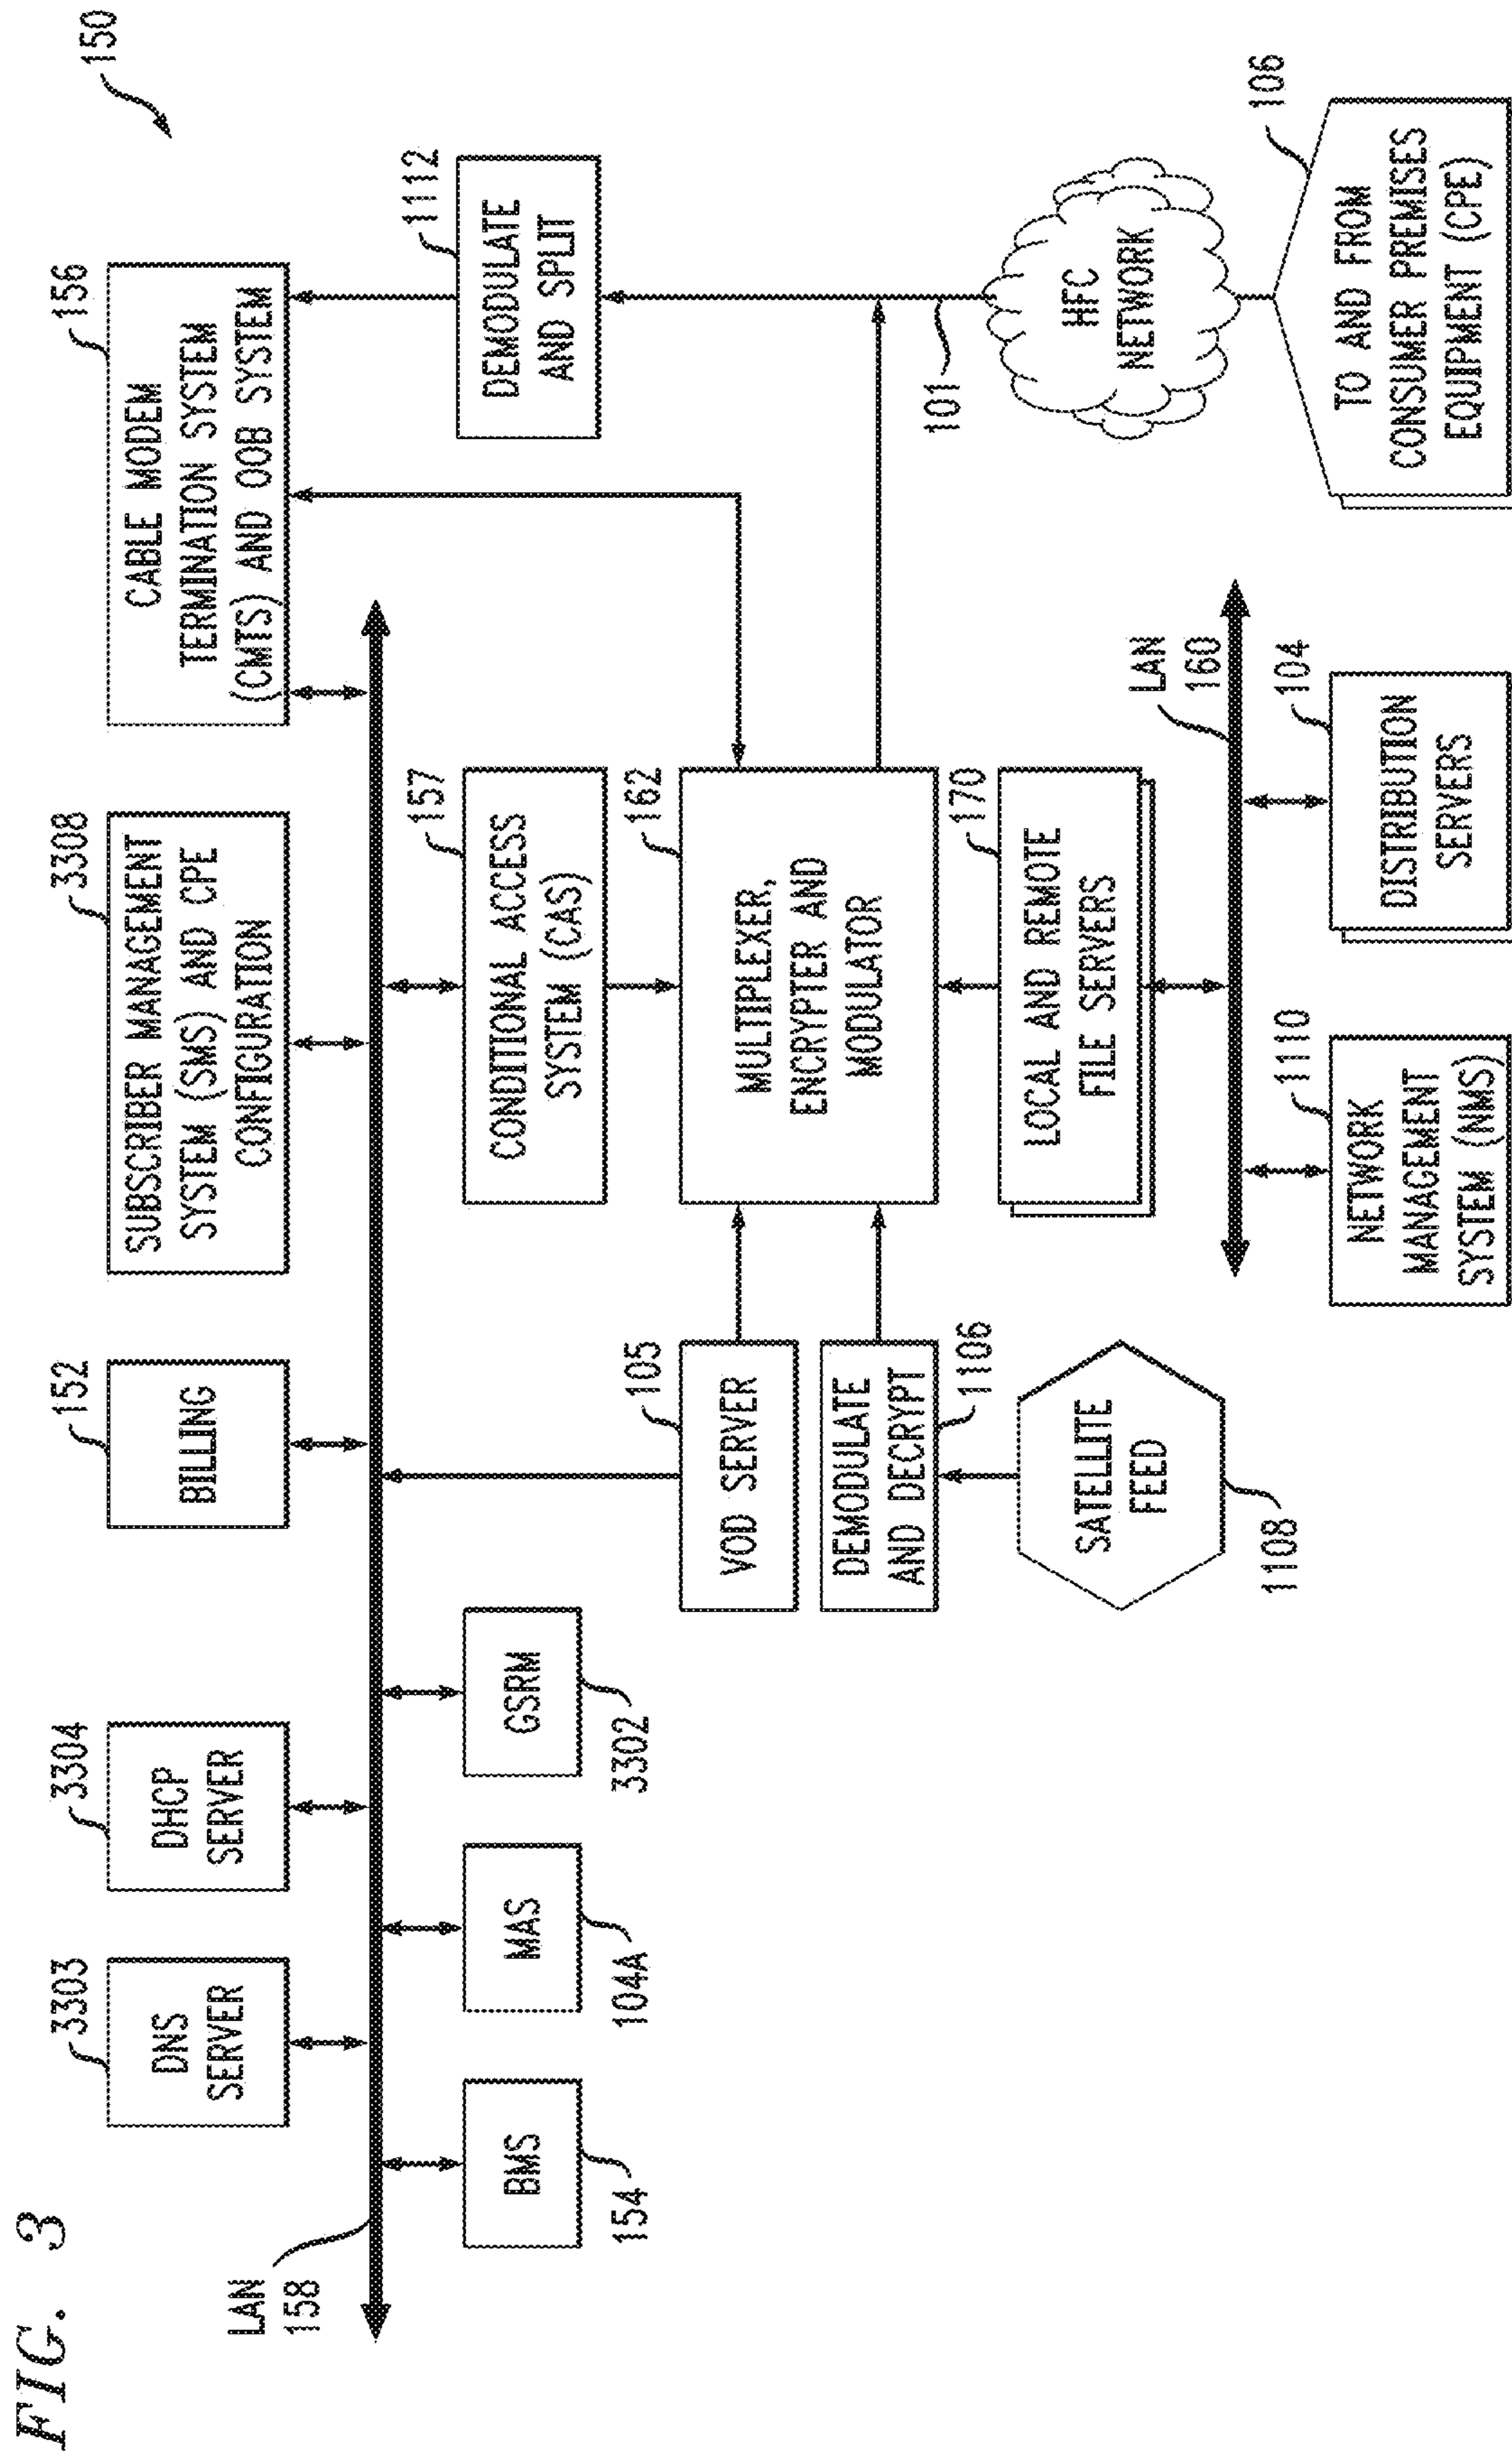 FIG. 3
150
3303
DNS
SERVER
3304
DHCP
SERVER
152
BILLING
3308
SUBSCRIBER MANAGEMENT
SYSTEM (SMS) AND CPE
CONFIGURATION
156
CABLE MODEM
TERMINATION SYSTEM
(CMTS) AND OOB SYSTEM
LAN
158
BMS
154
MAS
104A
GSRM
3302
157
CONDITIONAL ACCESS
SYSTEM (CAS)
1112
DEMODULATE
AND SPLIT
105
VOD SERVER
162
MULTIPLEXER,
ENCRYPTER AND
MODULATOR
DEMODULATE
AND DECRYPT
1106
101
SATELLITE
FEED
1108
170
LOCAL AND REMOTE
FILE SERVERS
HFC
NETWORK
LAN
160
1110
NETWORK
MANAGEMENT
SYSTEM (NMS)
104
DISTRIBUTION
SERVERS
106
TO AND FROM
CONSUMER PREMISES
EQUIPMENT (CPE)